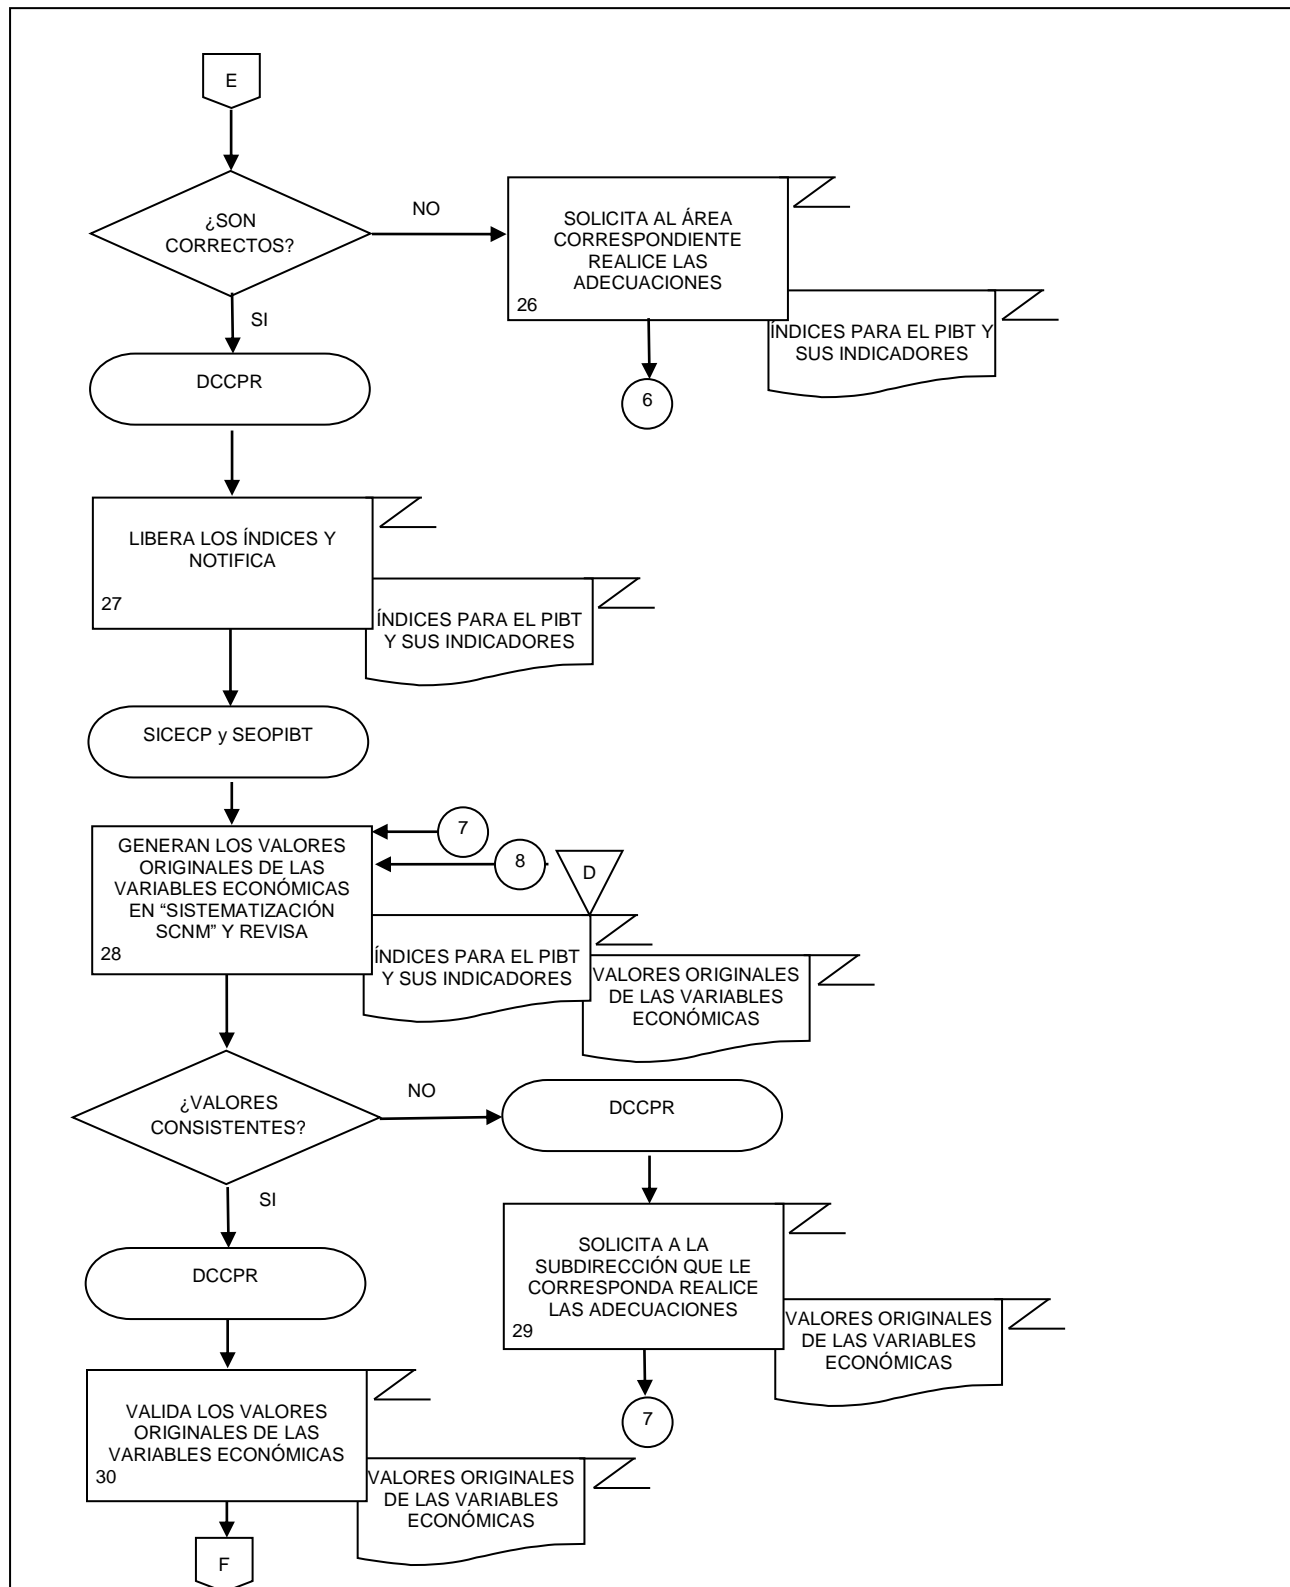 E
¿SON
CORRECTOS?
NO
SOLICITA AL ÁREA
CORRESPONDIENTE
REALICE LAS
ADECUACIONES
26
ÍNDICES PARA EL PIBT Y
SUS INDICADORES
6
SI
DCCPR
LIBERA LOS ÍNDICES Y
NOTIFICA
27
ÍNDICES PARA EL PIBT
Y SUS INDICADORES
SICECP y SEOPIBT
7
8
D
GENERAN LOS VALORES
ORIGINALES DE LAS
VARIABLES ECONÓMICAS
EN “SISTEMATIZACIÓN
SCNM” Y REVISA
28
ÍNDICES PARA EL PIBT
Y SUS INDICADORES
VALORES ORIGINALES
DE LAS VARIABLES
ECONÓMICAS
¿VALORES
CONSISTENTES?
NO
DCCPR
SOLICITA A LA
SUBDIRECCIÓN QUE LE
CORRESPONDA REALICE
LAS ADECUACIONES
29
VALORES ORIGINALES
DE LAS VARIABLES
ECONÓMICAS
7
SI
DCCPR
VALIDA LOS VALORES
ORIGINALES DE LAS
VARIABLES ECONÓMICAS
30
VALORES ORIGINALES
DE LAS VARIABLES
ECONÓMICAS
F